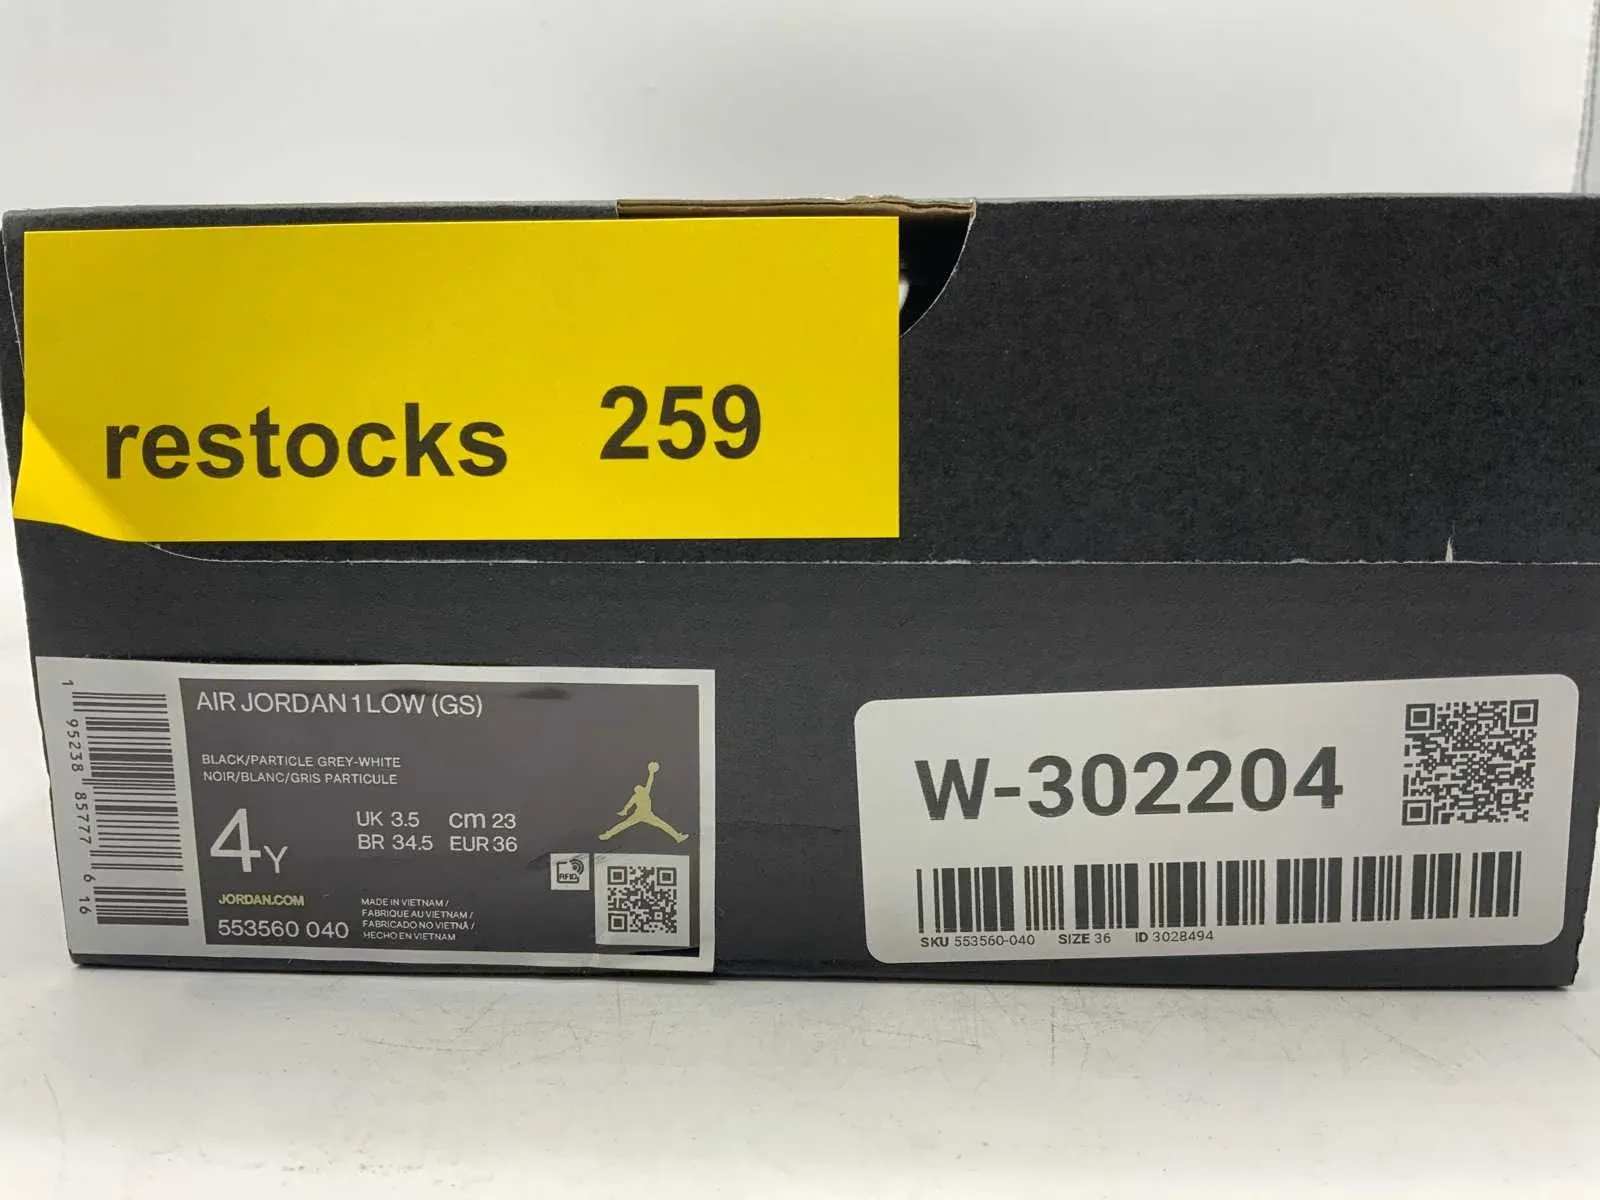 restocks 259
AIR JORDAN 1 LOW (GS)
BLACK/PARTICLE GREY-WHITE
NOIR/BLANC/GRIS PARTICULE
4Y
UK 3.5 cm 23
BR 34.5 EUR 36
RFID
JORDAN.COM
553560 040
MADE IN VIETNAM /
FABRIQUE AU VIETNAM /
FABRICADO NO VIETNÃ /
HECHO EN VIETNAM
1 95238 85777 6 16
W-302204
SKU 553560-040 SIZE 36 ID 3028494